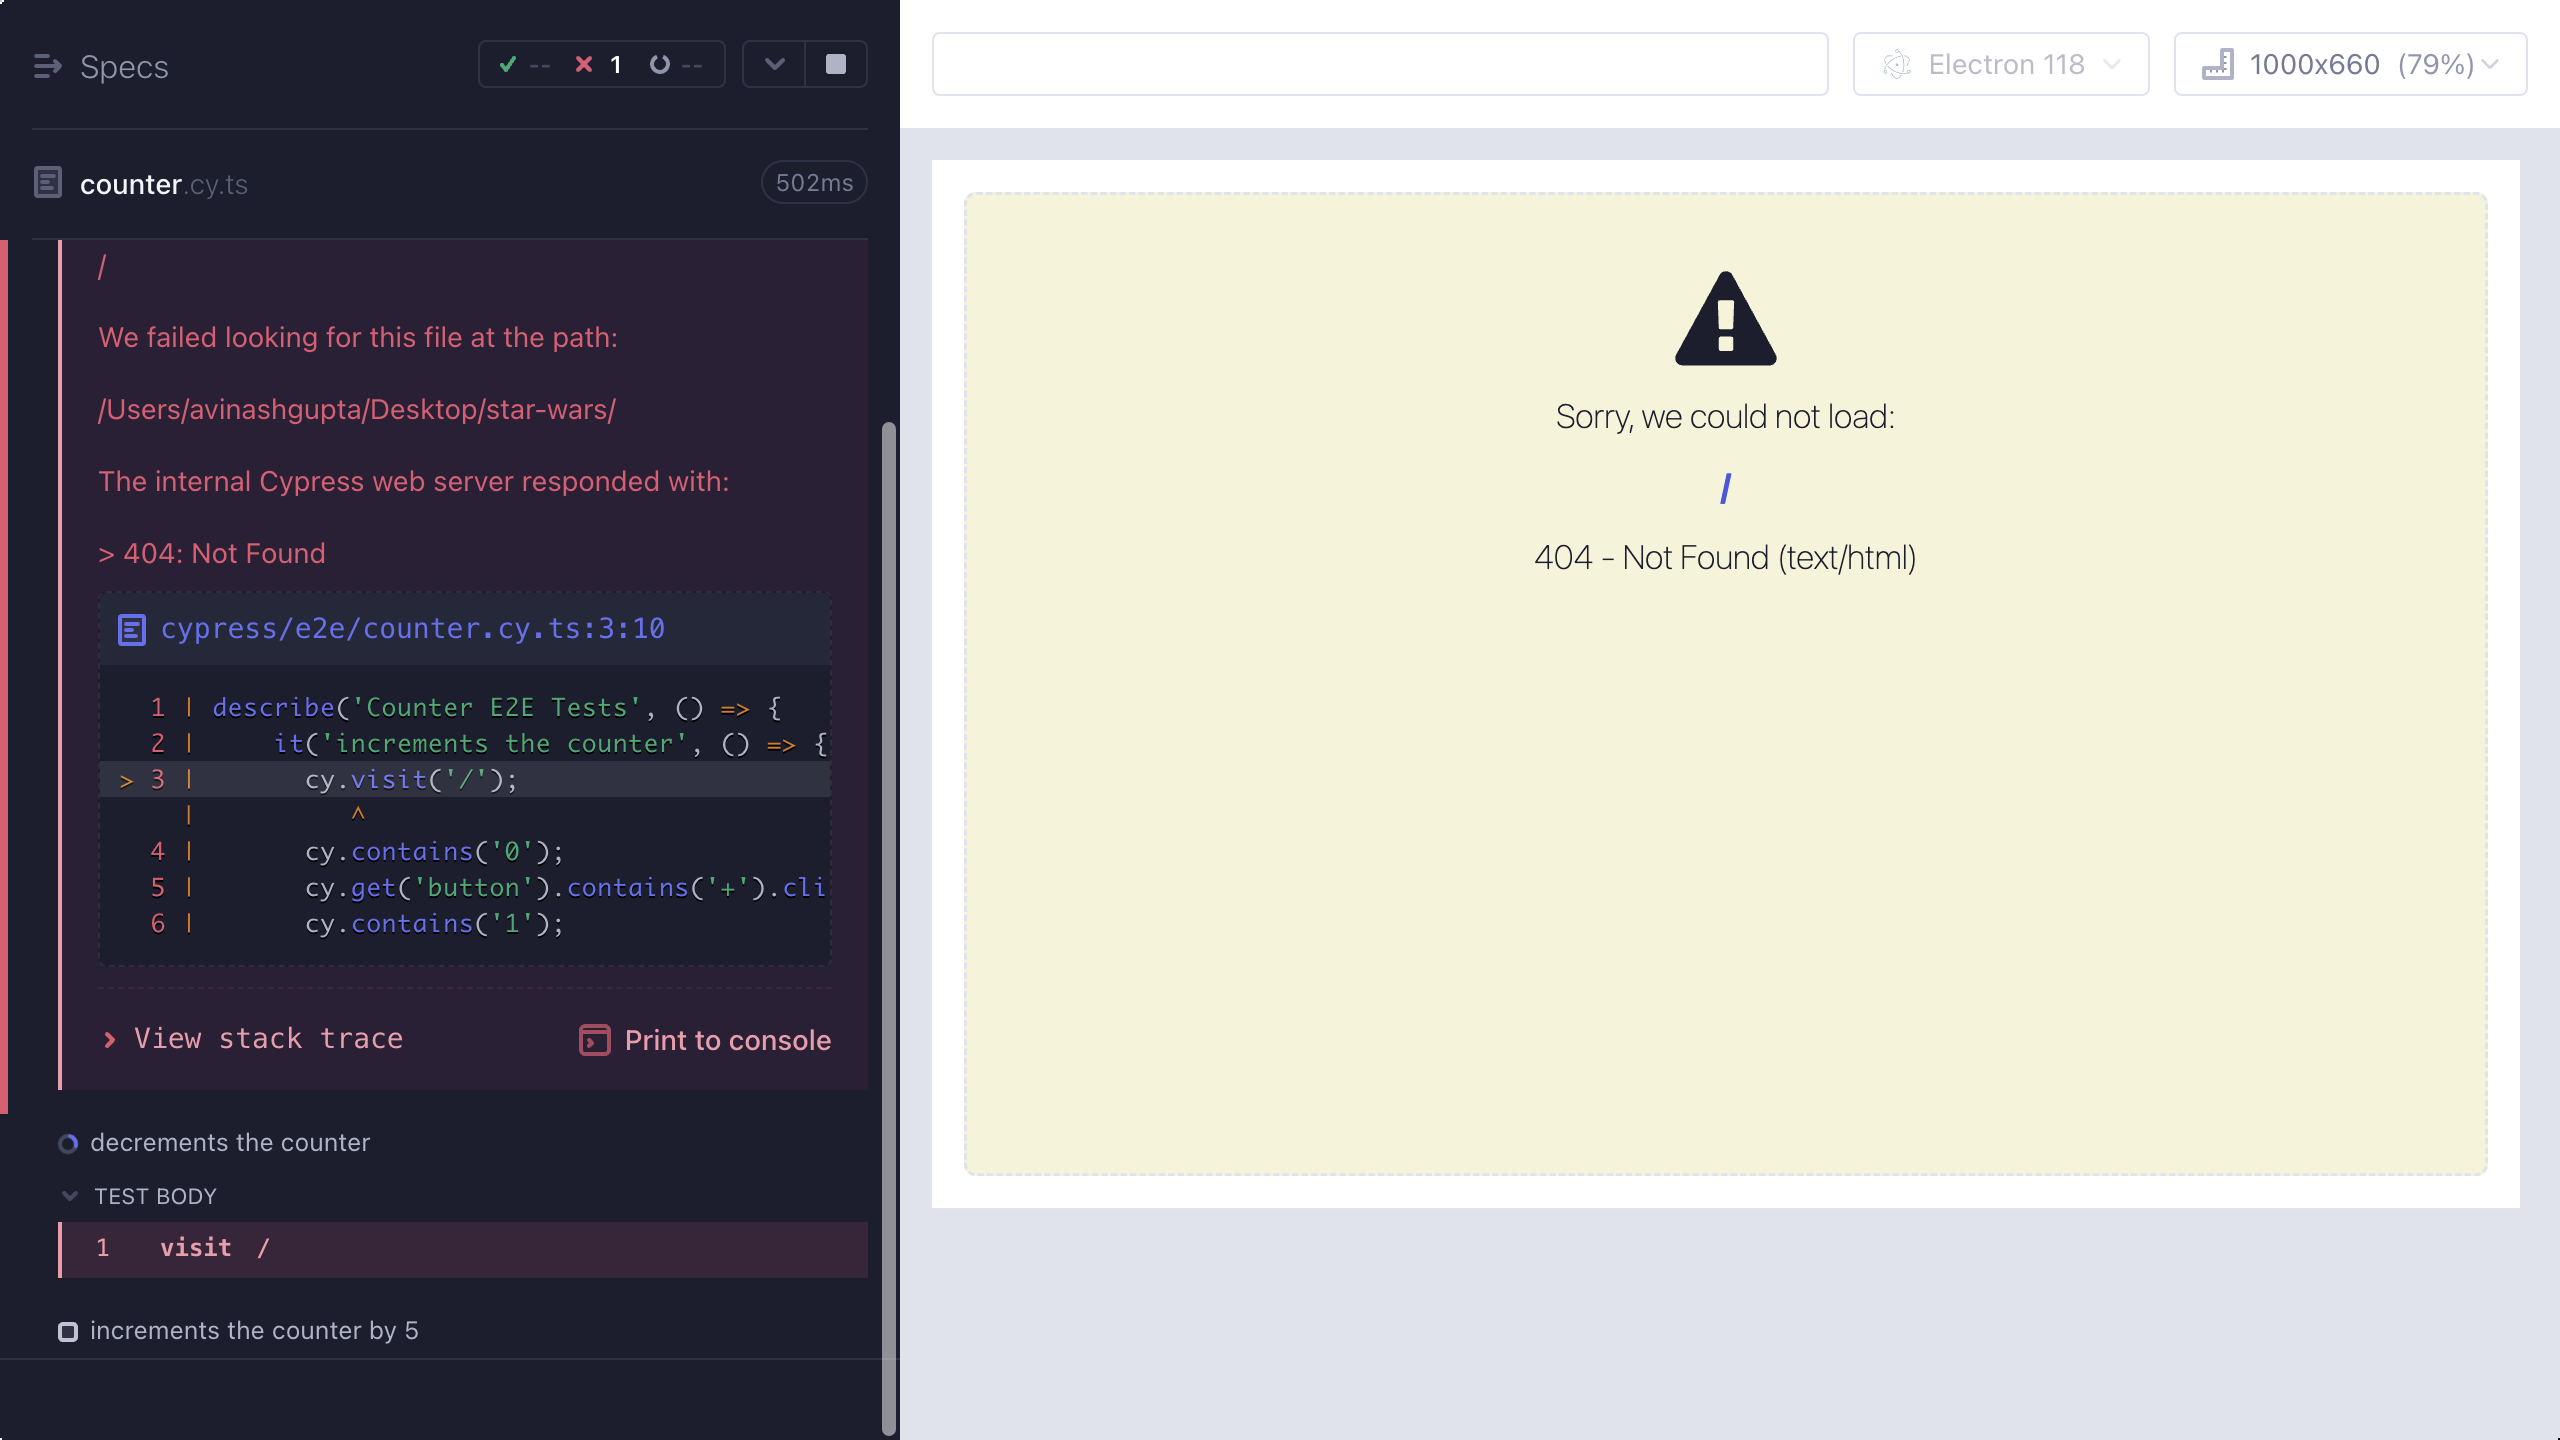 Specs
-- 1 --
counter.cy.ts
502ms
/
We failed looking for this file at the path:
/Users/avinashgupta/Desktop/star-wars/
The internal Cypress web server responded with:
> 404: Not Found
cypress/e2e/counter.cy.ts:3:10
1 | describe('Counter E2E Tests', () => {
2 |     it('increments the counter', () => {
> 3 |       cy.visit('/');
|          ^
4 |       cy.contains('0');
5 |       cy.get('button').contains('+').cli
6 |       cy.contains('1');
View stack trace
Print to console
decrements the counter
TEST BODY
1 visit /
increments the counter by 5
Electron 118
1000x660 (79%)
Sorry, we could not load:
/
404 - Not Found (text/html)